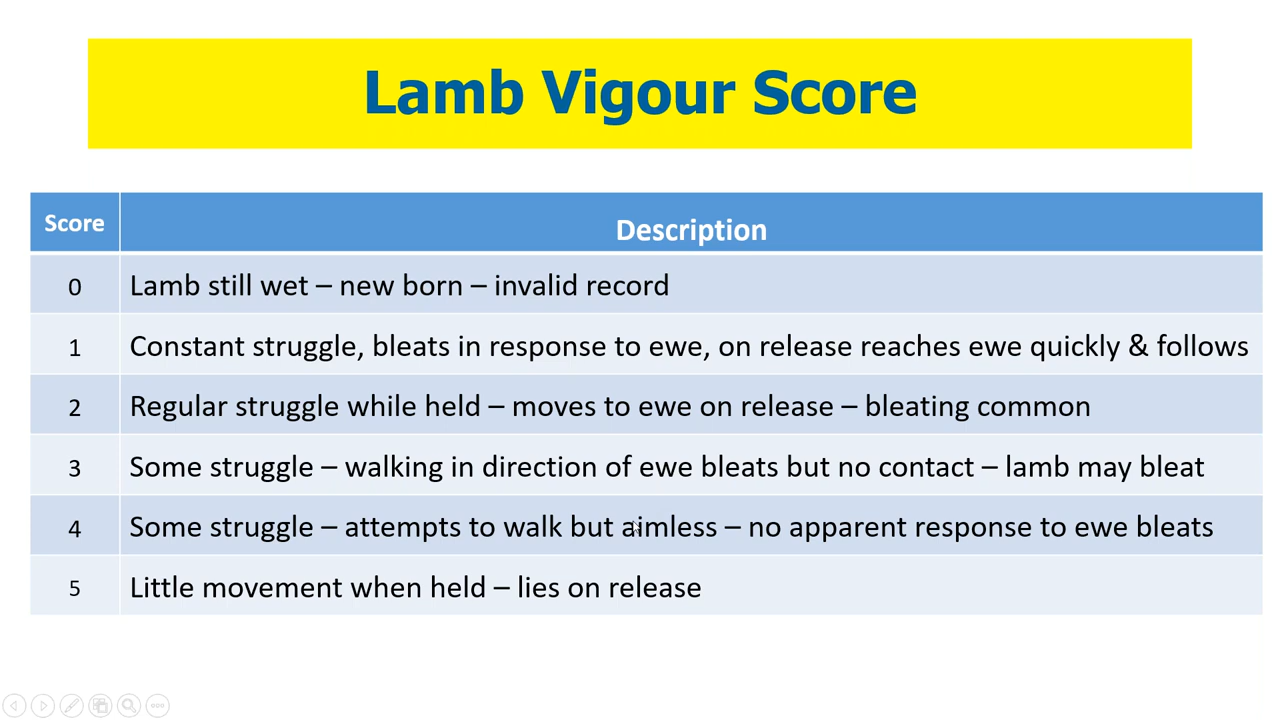 Lamb Vigour Score
Score Description
0 Lamb still wet – new born – invalid record
1 Constant struggle, bleats in response to ewe, on release reaches ewe quickly & follows
2 Regular struggle while held – moves to ewe on release – bleating common
3 Some struggle – walking in direction of ewe bleats but no contact – lamb may bleat
4 Some struggle – attempts to walk but aimless – no apparent response to ewe bleats
5 Little movement when held – lies on release